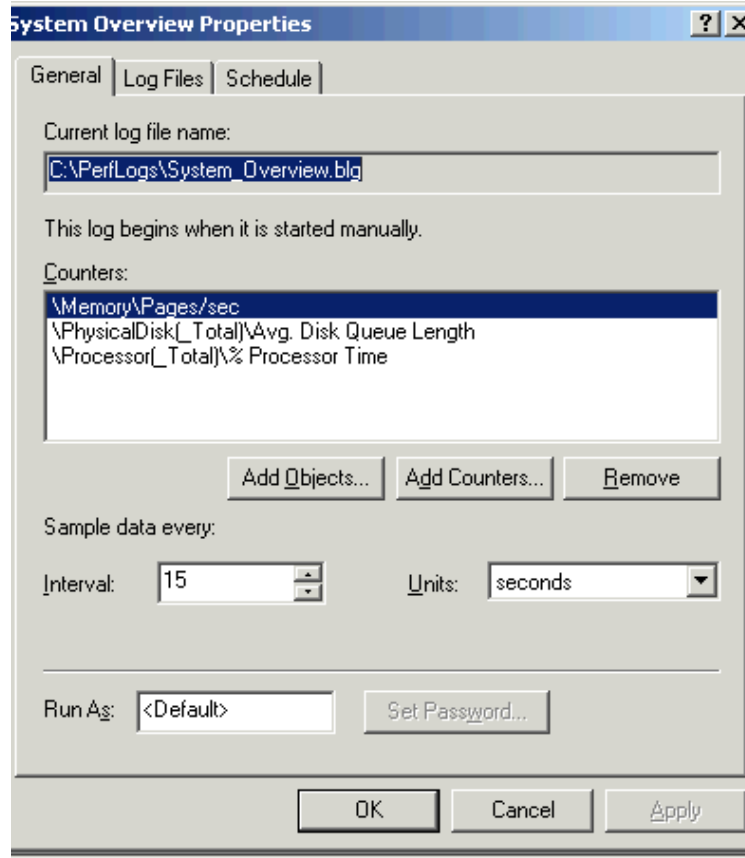 System Overview Properties ? X
General Log Files Schedule
Current log file name:
C:\PerfLogs\System_Overview.blg
This log begins when it is started manually.
Counters:
\Memory\Pages/sec
\PhysicalDisk(_Total)\Avg. Disk Queue Length
\Processor(_Total)\% Processor Time
Add Objects... Add Counters... Remove
Sample data every:
Interval: 15 Units: seconds
Run As: <Default> Set Password...
OK Cancel Apply